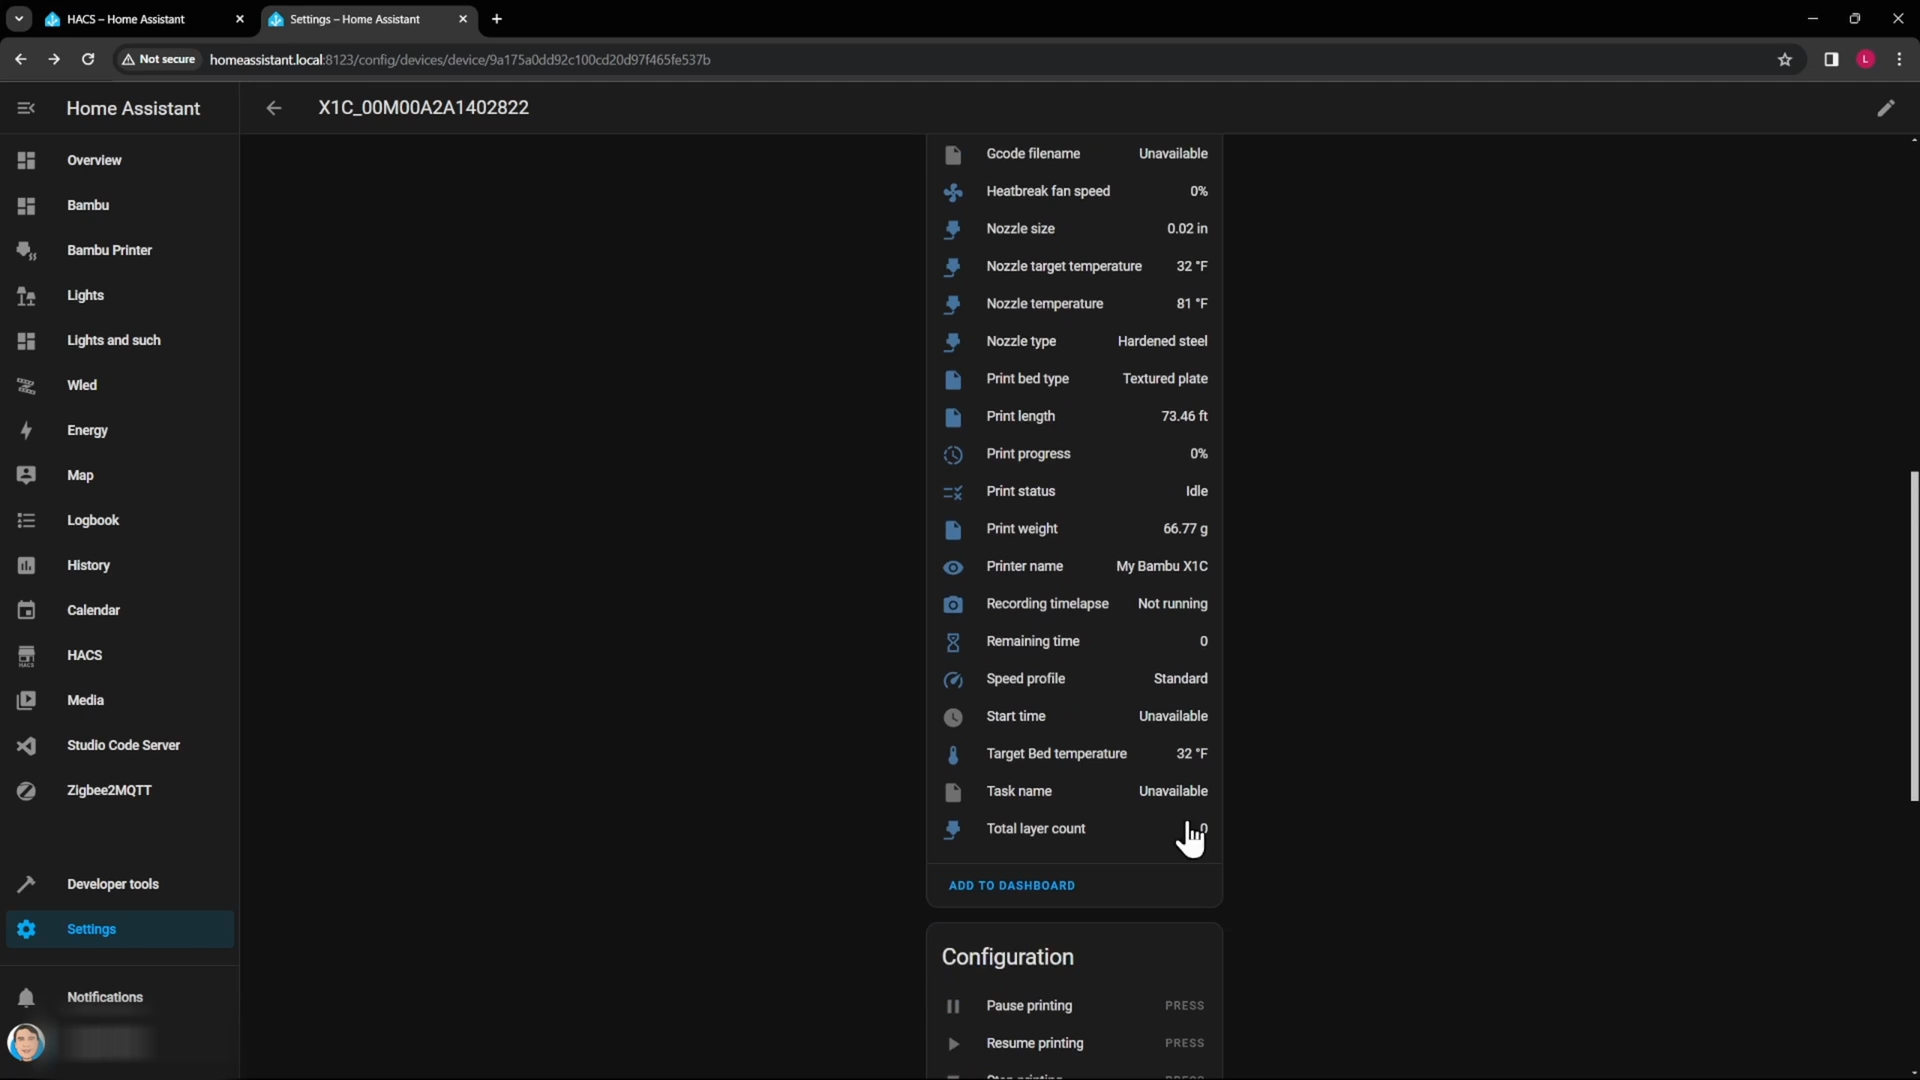 HACS – Home Assistant
Settings – Home Assistant
Not secure
homeassistant.local:8123/config/devices/device/9a175a0dd92c100cd20d97f465fe537b
L
Home Assistant
X1C_00M00A2A1402822
Overview
Bambu
Bambu Printer
Lights
Lights and such
Wled
Energy
Map
Logbook
History
Calendar
HACS
HACS
Media
Studio Code Server
Zigbee2MQTT
Developer tools
Settings
Notifications
Gcode filename Unavailable
Heatbreak fan speed 0%
Nozzle size 0.02 in
Nozzle target temperature 32 °F
Nozzle temperature 81 °F
Nozzle type Hardened steel
Print bed type Textured plate
Print length 73.46 ft
Print progress 0%
Print status Idle
Print weight 66.77 g
Printer name My Bambu X1C
Recording timelapse Not running
Remaining time 0
Speed profile Standard
Start time Unavailable
Target Bed temperature 32 °F
Task name Unavailable
Total layer count 0
ADD TO DASHBOARD
Configuration
Pause printing PRESS
Resume printing PRESS